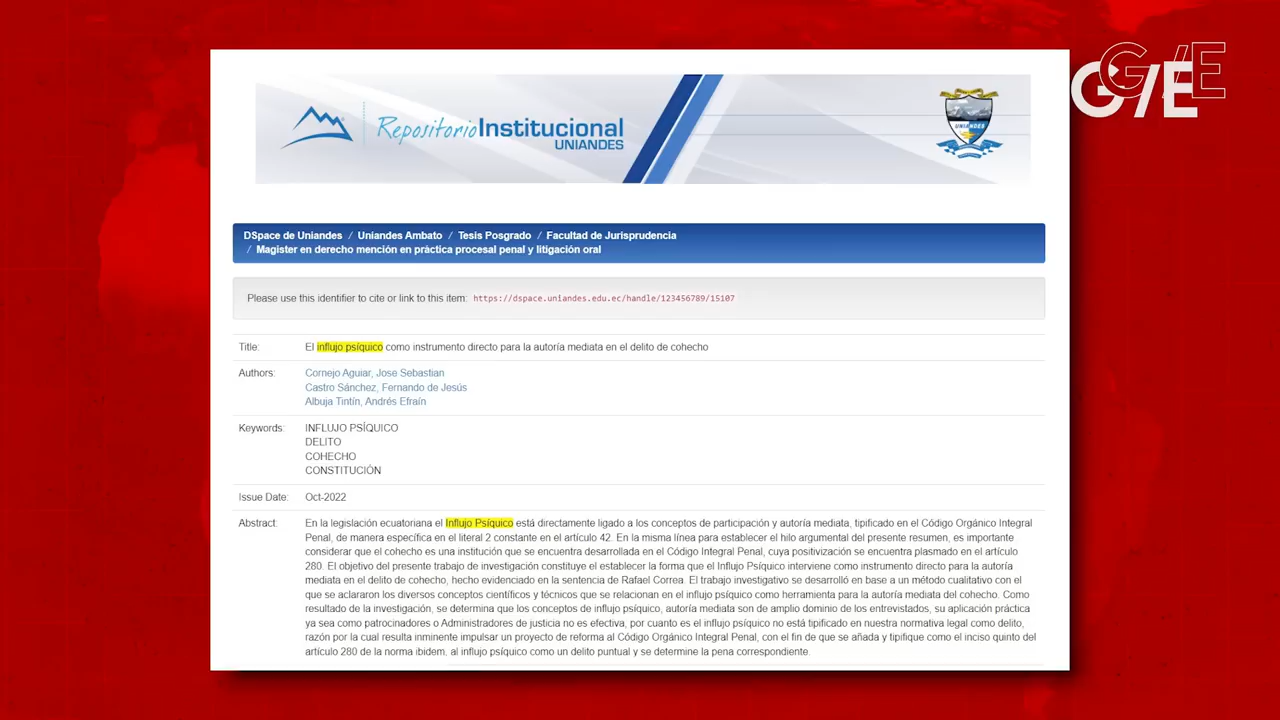 G/E
G/E
Repositorio Institucional
UNIANDES
UNIANDES
DSpace de Uniandes / Uniandes Ambato / Tesis Posgrado / Facultad de Jurisprudencia
/ Magister en derecho mención en práctica procesal penal y litigación oral
Please use this identifier to cite or link to this item: https://dspace.uniandes.edu.ec/handle/123456789/15107
Title: El influjo psíquico como instrumento directo para la autoría mediata en el delito de cohecho
Authors: Cornejo Aguiar, Jose Sebastian
Castro Sánchez, Fernando de Jesús
Albuja Tintín, Andrés Efraín
Keywords: INFLUJO PSÍQUICO
DELITO
COHECHO
CONSTITUCIÓN
Issue Date: Oct-2022
Abstract: En la legislación ecuatoriana el Influjo Psíquico está directamente ligado a los conceptos de participación y autoría mediata, tipificado en el Código Orgánico Integral
Penal, de manera específica en el literal 2 constante en el artículo 42. En la misma línea para establecer el hilo argumental del presente resumen, es importante
considerar que el cohecho es una institución que se encuentra desarrollada en el Código Integral Penal, cuya positivización se encuentra plasmado en el artículo
280. El objetivo del presente trabajo de investigación constituye el establecer la forma que el Influjo Psíquico interviene como instrumento directo para la autoría
mediata en el delito de cohecho, hecho evidenciado en la sentencia de Rafael Correa. El trabajo investigativo se desarrolló en base a un método cualitativo con el
que se aclararon los diversos conceptos científicos y técnicos que se relacionan en el influjo psíquico como herramienta para la autoría mediata del cohecho. Como
resultado de la investigación, se determina que los conceptos de influjo psíquico, autoría mediata son de amplio dominio de los entrevistados, su aplicación práctica
ya sea como patrocinadores o Administradores de justicia no es efectiva, por cuanto es el influjo psíquico no está tipificado en nuestra normativa legal como delito,
razón por la cual resulta inminente impulsar un proyecto de reforma al Código Orgánico Integral Penal, con el fin de que se añada y tipifique como el inciso quinto del
artículo 280 de la norma ibidem, al influjo psíquico como un delito puntual y se determine la pena correspondiente.